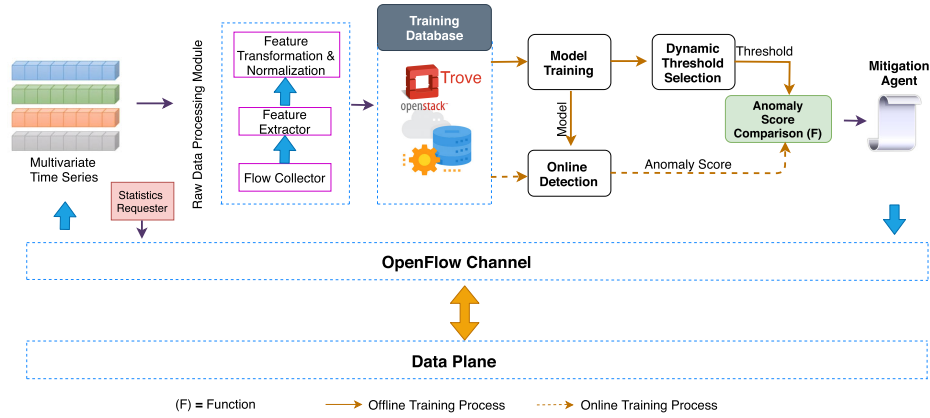 Training
Database
Feature
Transformation &
Normalization
Feature
Extractor
Flow Collector
Raw Data Processing Module
Multivariate
Time Series
Statistics
Requester
Trove
openstack™
Model
Training
Model
Online
Detection
Dynamic
Threshold
Selection
Threshold
Anomaly
Score
Comparison (F)
Anomaly Score
Mitigation
Agent
OpenFlow Channel
Data Plane
(F) = Function
Offline Training Process
Online Training Process